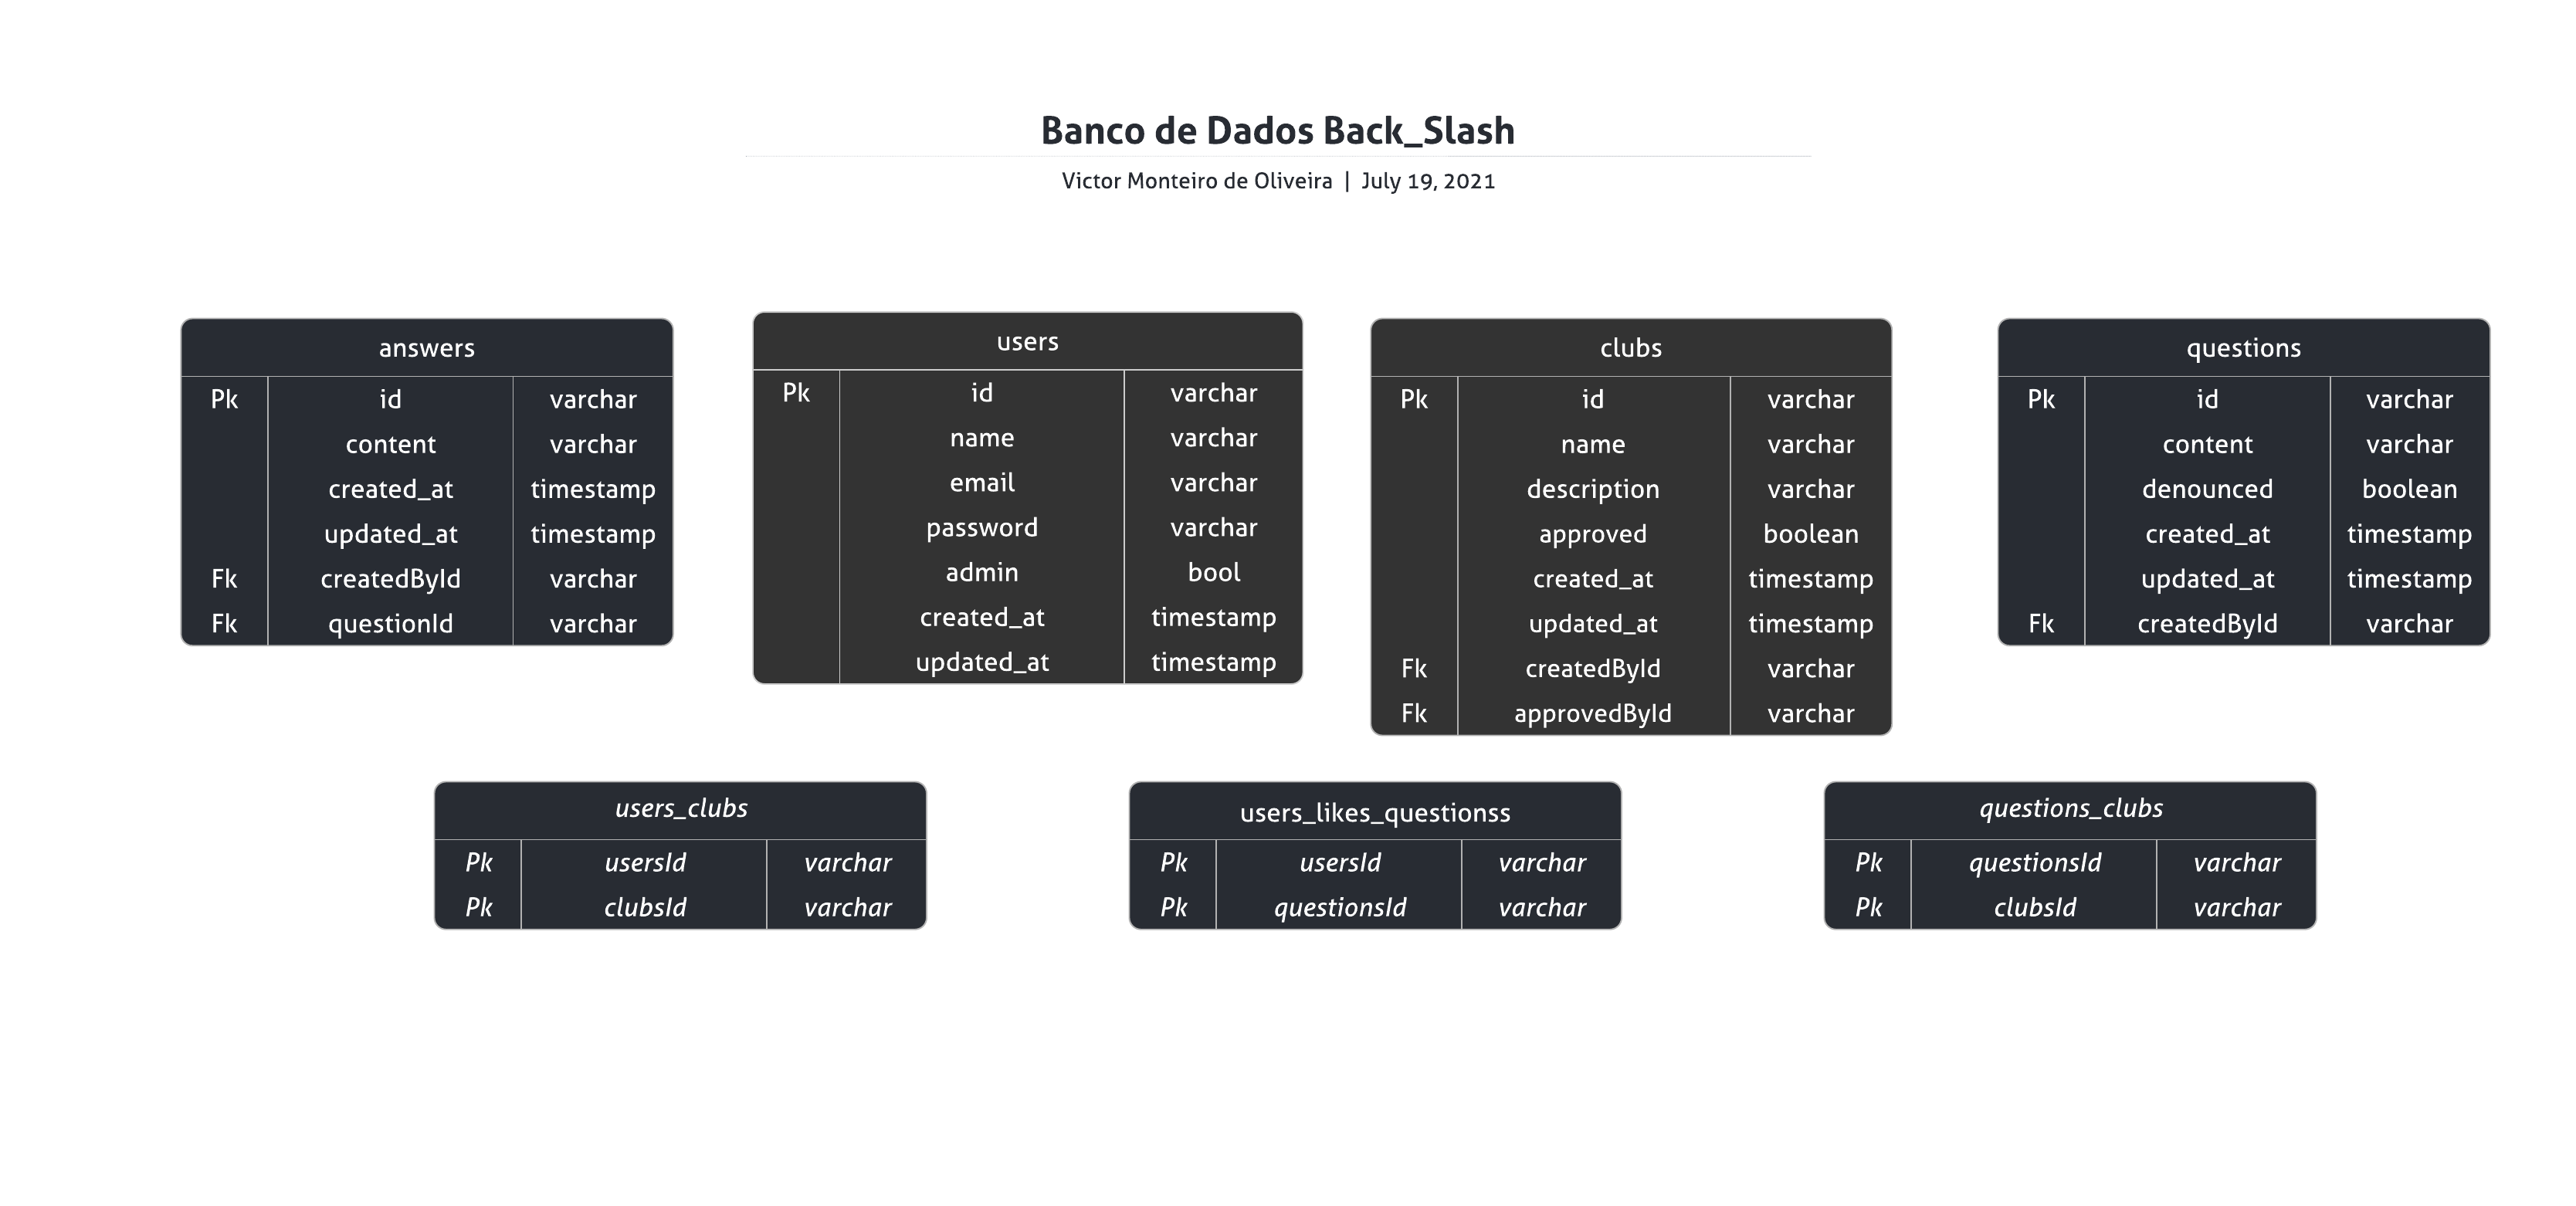 Banco de Dados Back_Slash
Victor Monteiro de Oliveira | July 19, 2021
answers
Pk id varchar
content varchar
created_at timestamp
updated_at timestamp
Fk createdById varchar
Fk questionId varchar
users
Pk id varchar
name varchar
email varchar
password varchar
admin bool
created_at timestamp
updated_at timestamp
clubs
Pk id varchar
name varchar
description varchar
approved boolean
created_at timestamp
updated_at timestamp
Fk createdById varchar
Fk approvedById varchar
questions
Pk id varchar
content varchar
denounced boolean
created_at timestamp
updated_at timestamp
Fk createdById varchar
users_clubs
Pk usersId varchar
Pk clubsId varchar
users_likes_questionss
Pk usersId varchar
Pk questionsId varchar
questions_clubs
Pk questionsId varchar
Pk clubsId varchar